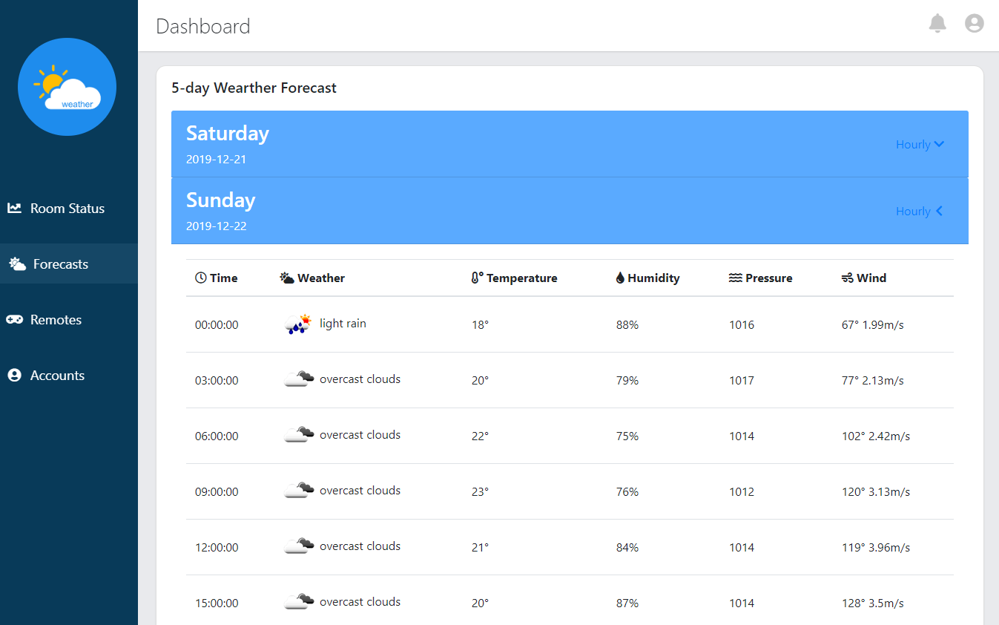 Dashboard
weather
Room Status
Forecasts
Remotes
Accounts
5-day Wearther Forecast
Saturday
2019-12-21
Hourly
Sunday
2019-12-22
Hourly
Time Weather Temperature Humidity Pressure Wind
00:00:00 light rain 18° 88% 1016 67° 1.99m/s
03:00:00 overcast clouds 20° 79% 1017 77° 2.13m/s
06:00:00 overcast clouds 22° 75% 1014 102° 2.42m/s
09:00:00 overcast clouds 23° 76% 1012 120° 3.13m/s
12:00:00 overcast clouds 21° 84% 1014 119° 3.96m/s
15:00:00 overcast clouds 20° 87% 1014 128° 3.5m/s